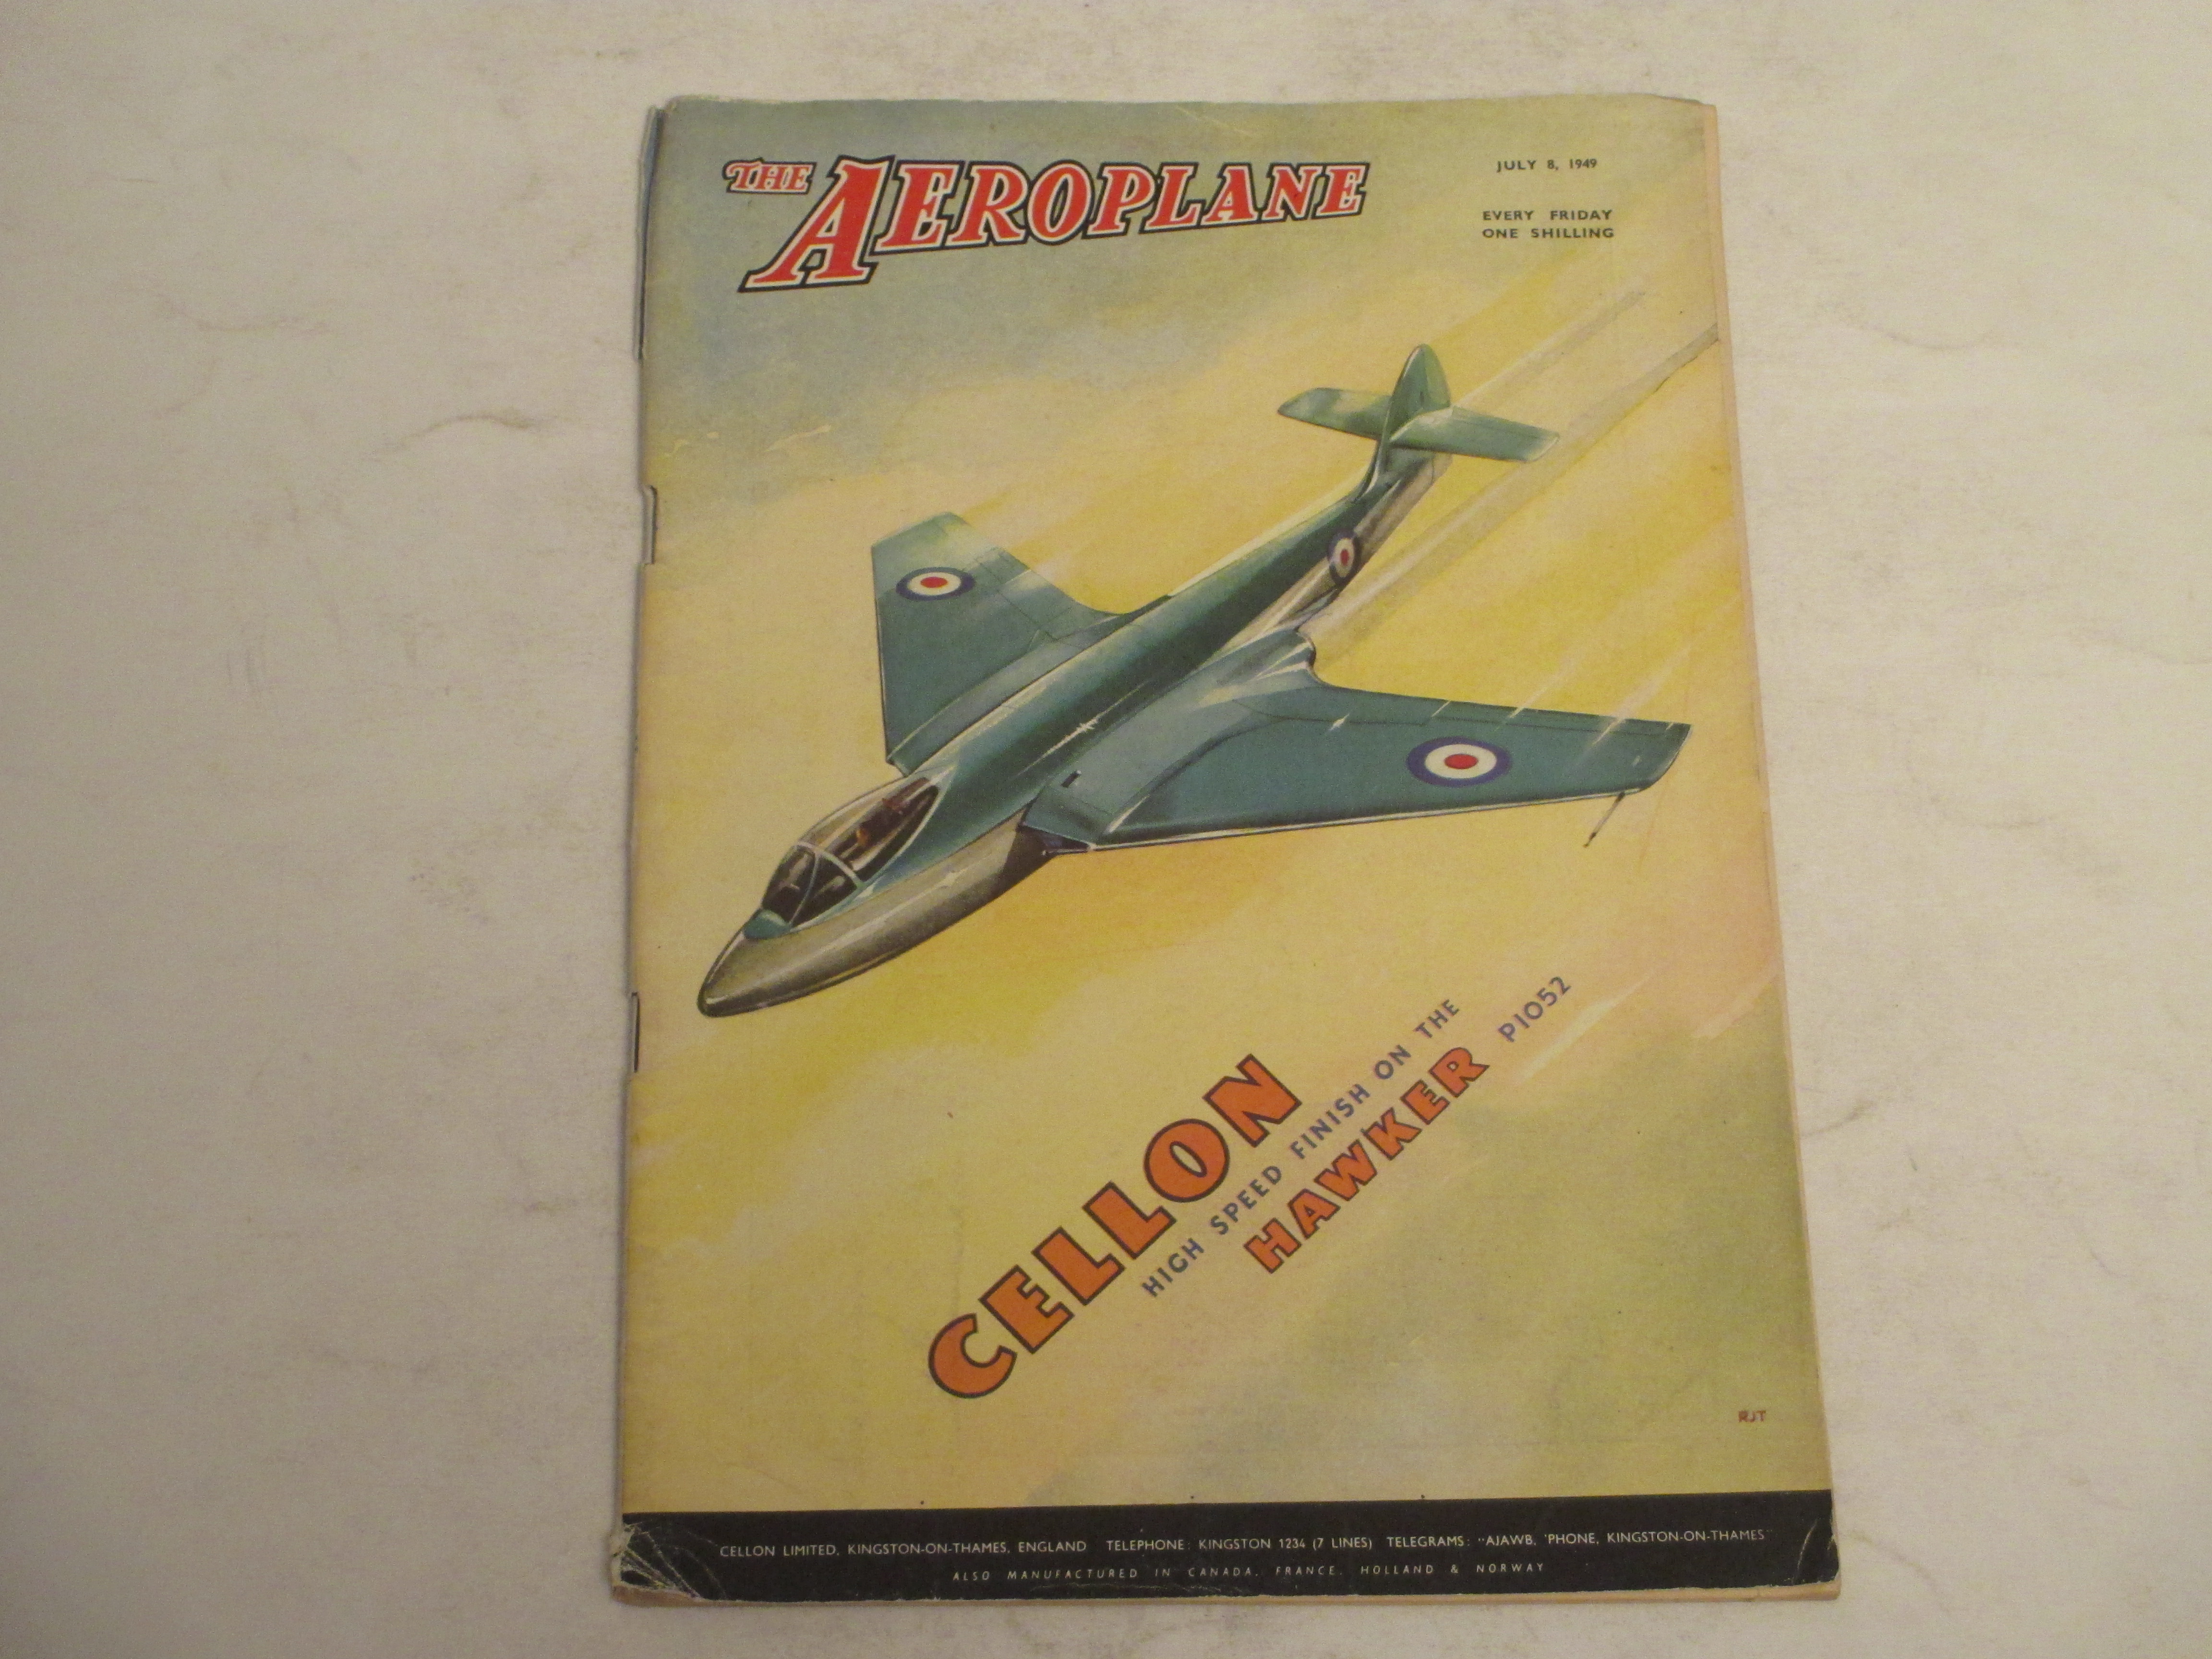 THE AEROPLANE
JULY 8, 1949
EVERY FRIDAY
ONE SHILLING
CELLON
HIGH SPEED FINISH ON THE
HAWKER P1052
RJT
CELLON LIMITED, KINGSTON-ON-THAMES, ENGLAND TELEPHONE: KINGSTON 1234 (7 LINES) TELEGRAMS: "AJAWB, 'PHONE, KINGSTON-ON-THAMES"
ALSO MANUFACTURED IN CANADA, FRANCE, HOLLAND & NORWAY